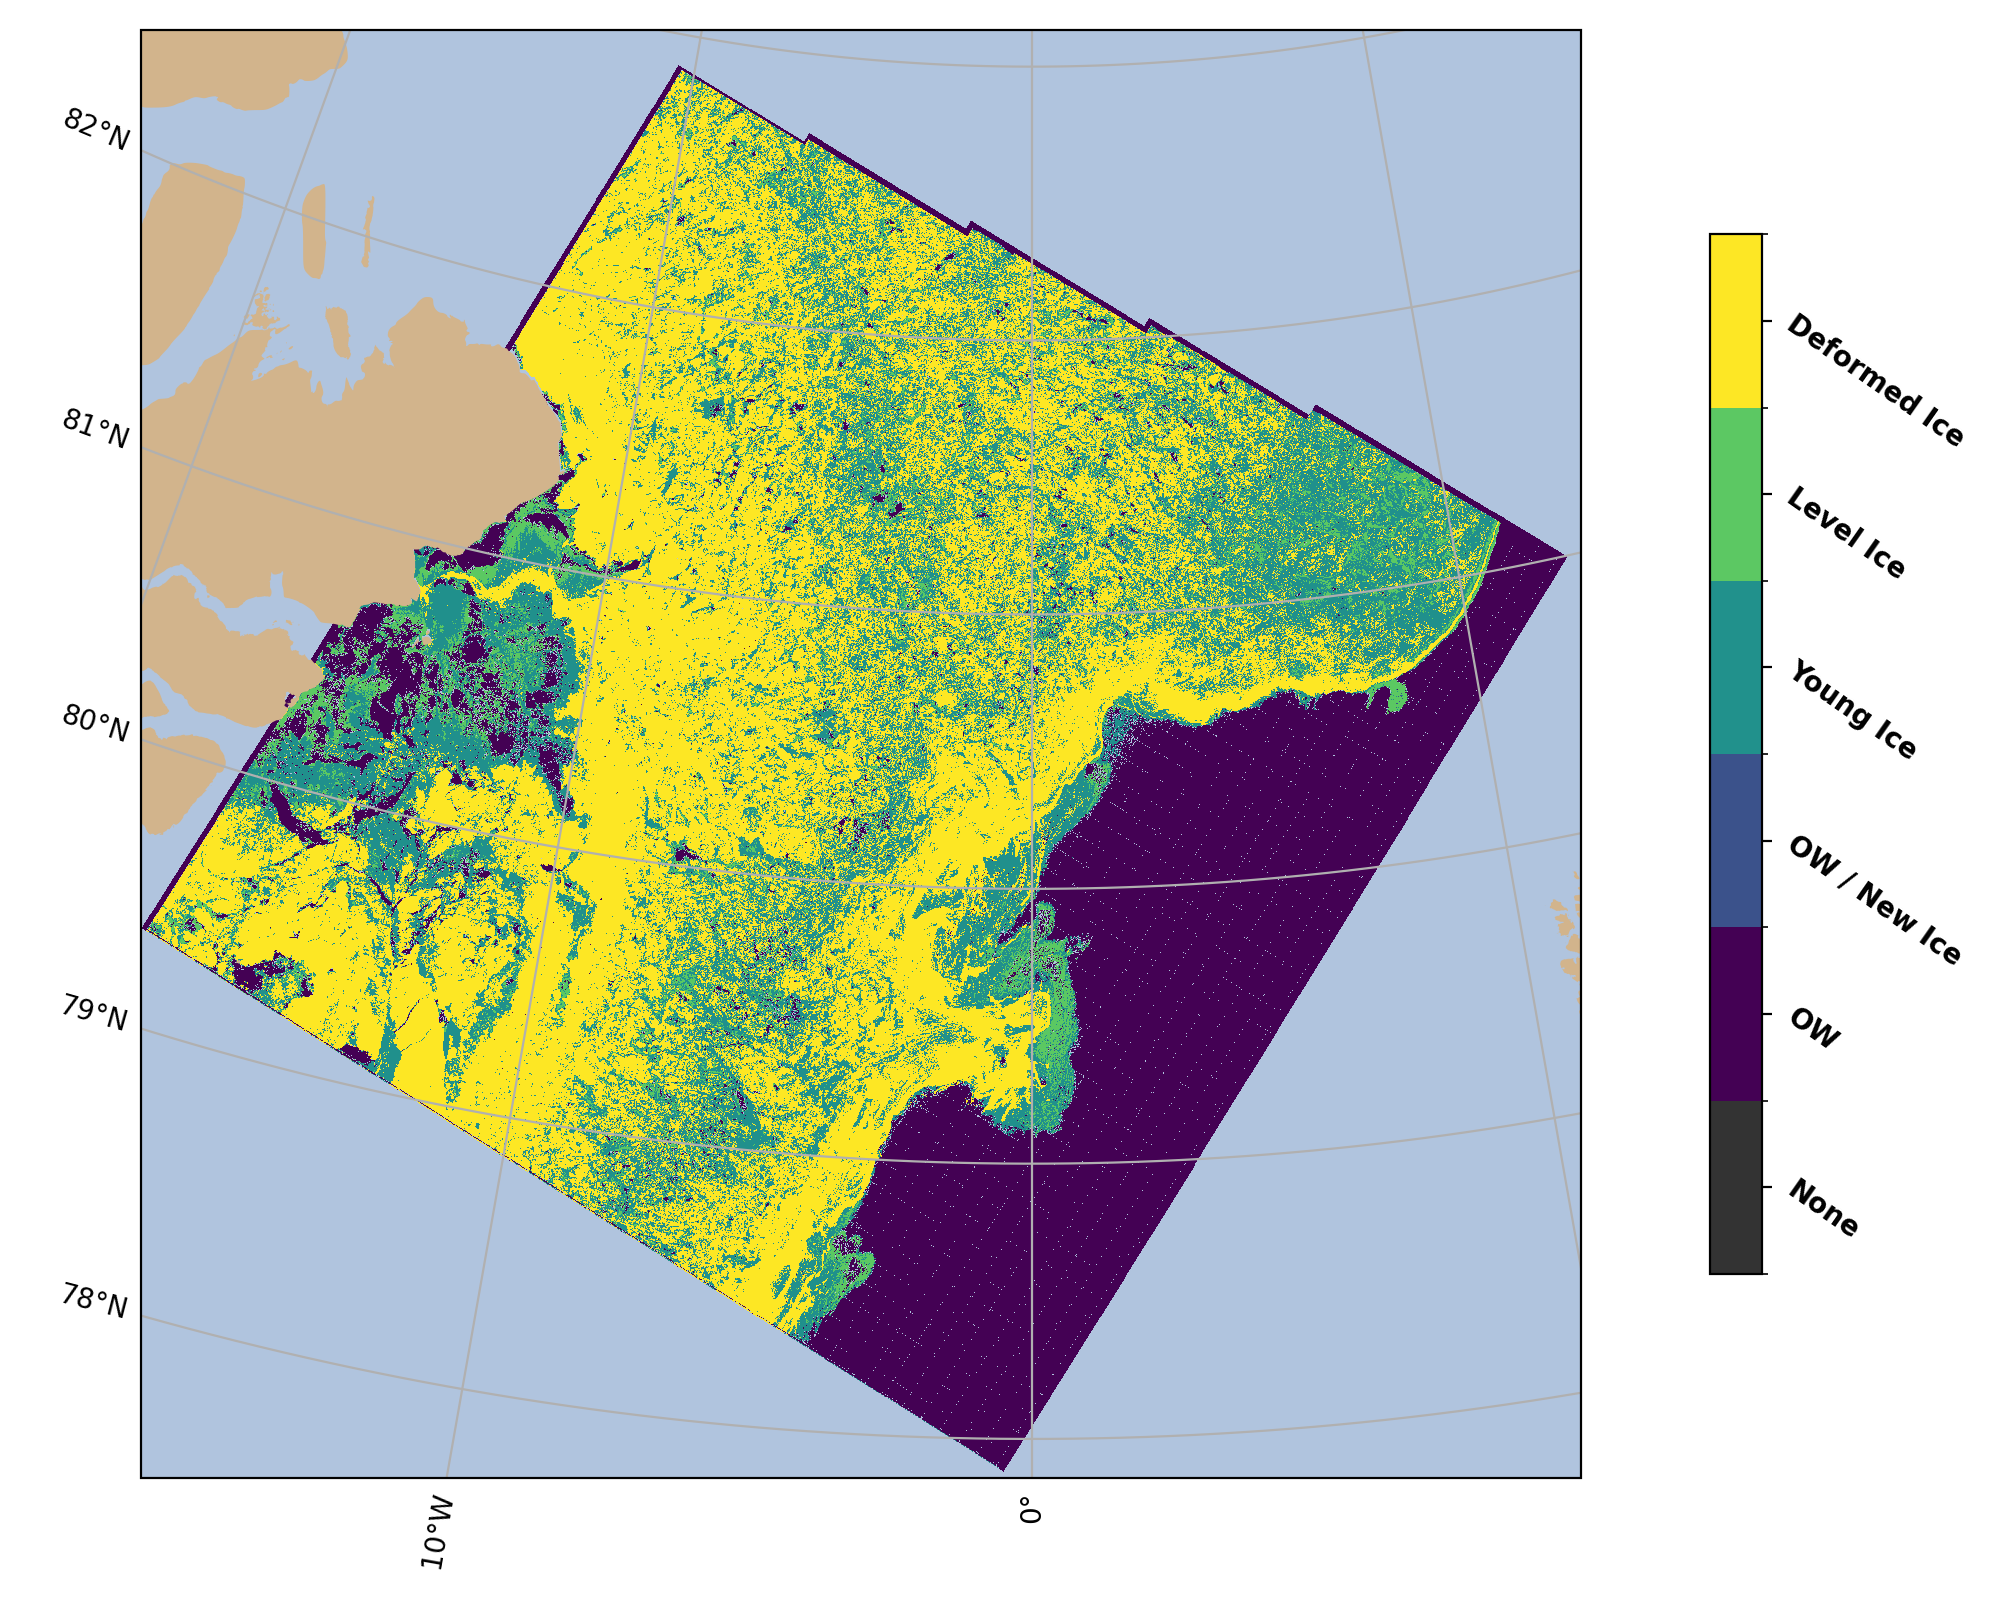 82°N
81°N
80°N
79°N
78°N
10°W
0°
Deformed Ice
Level Ice
Young Ice
OW / New Ice
OW
None